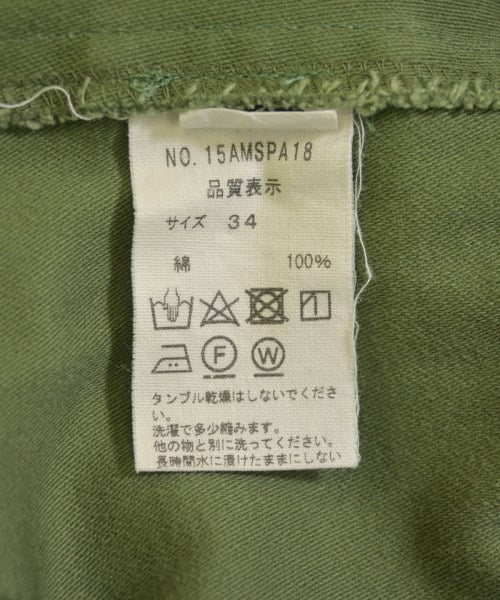 NO. 15AMSPA18
品質表示
サイズ 34
綿 100%
F W
タンブル乾燥はしないでくださ
い。
洗濯で多少縮みます。
他の物と別に洗ってください。
長時間水に漬けたままにしない